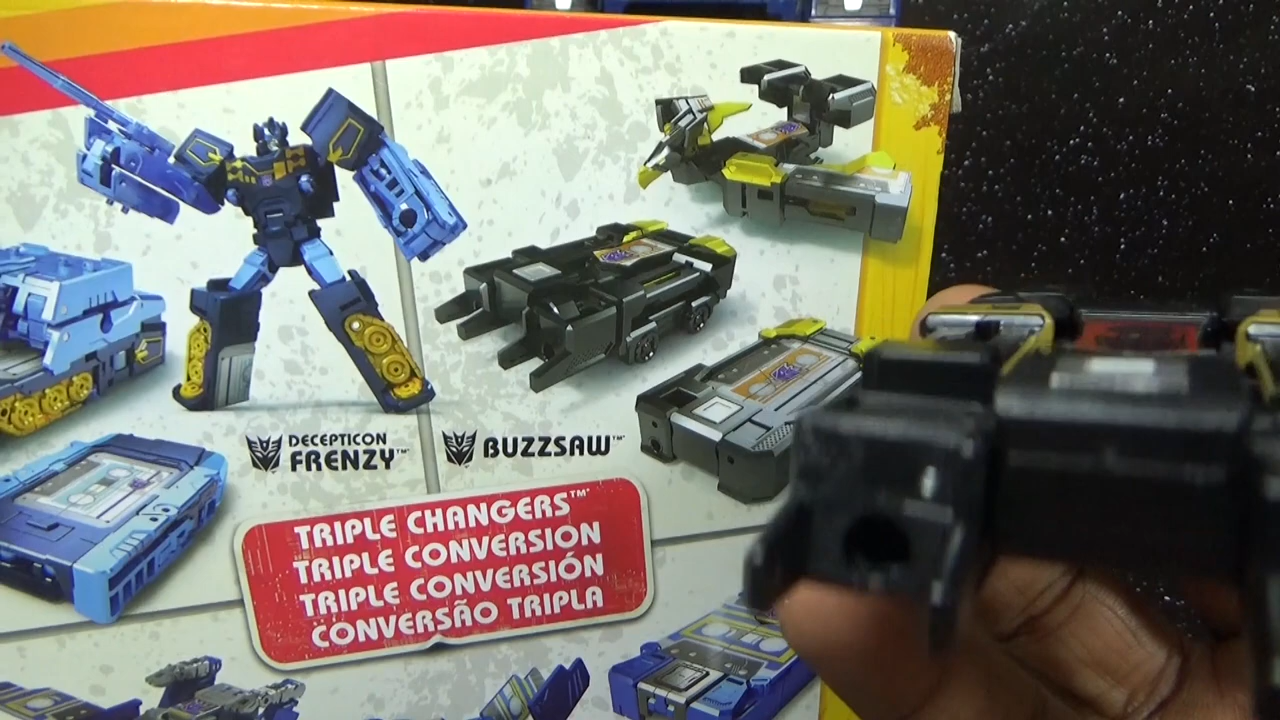 DECEPTICON
FRENZY™
BUZZSAW™
TRIPLE CHANGERS™
TRIPLE CONVERSION
TRIPLE CONVERSIÓN
CONVERSÃO TRIPLA